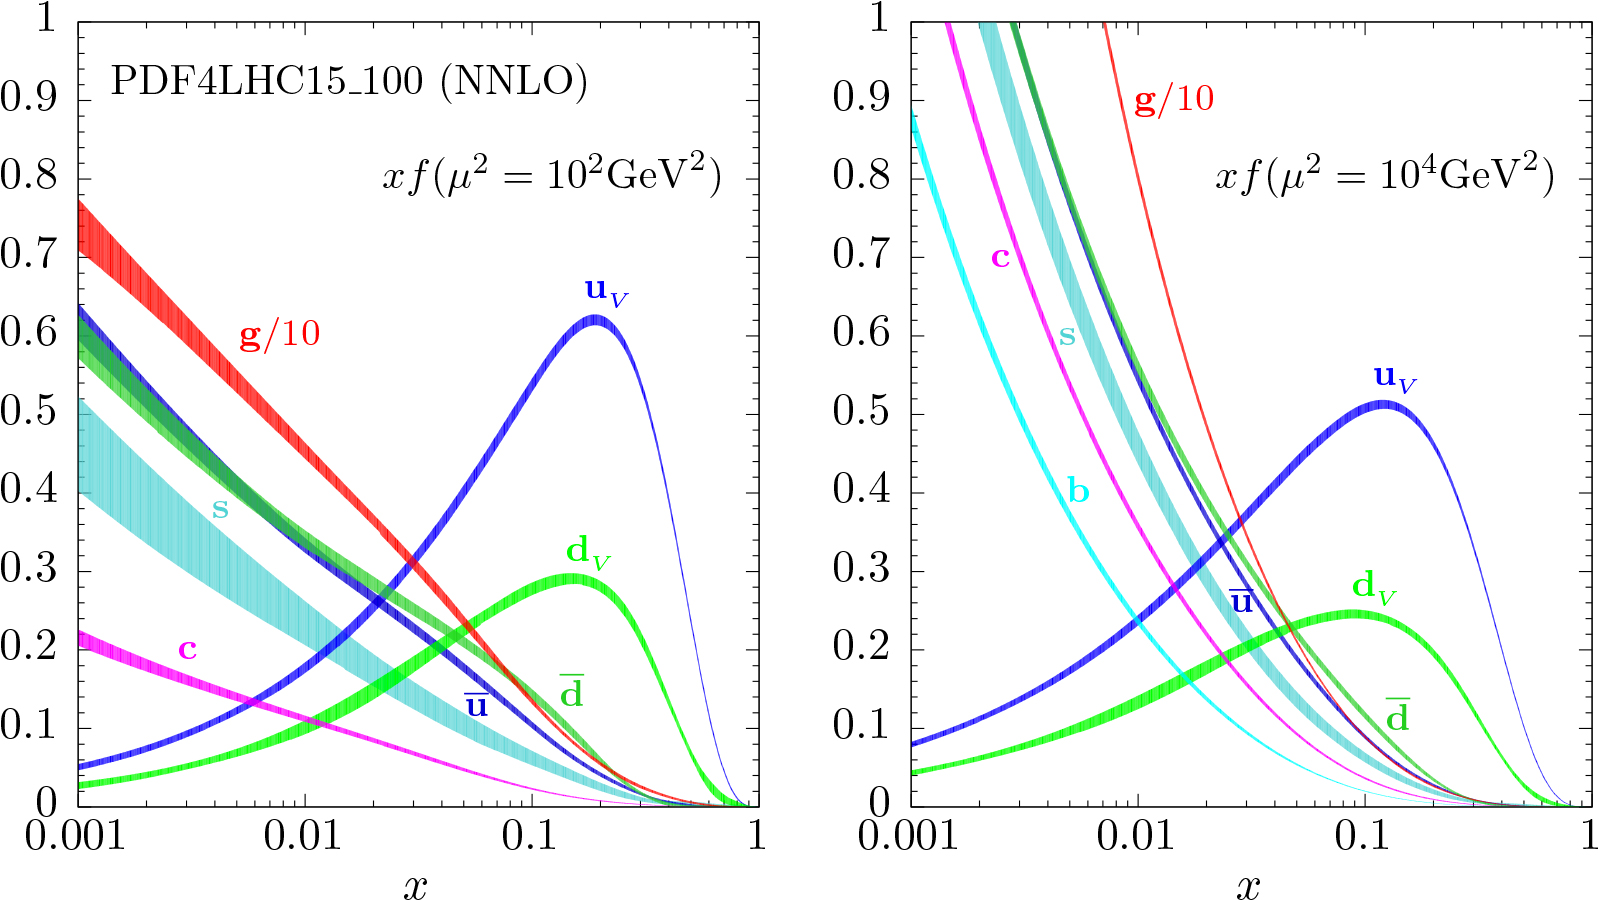 1
0.9
0.8
0.7
0.6
0.5
0.4
0.3
0.2
0.1
0
PDF4LHC15_100 (NNLO)
xf(μ² = 10²GeV²)
g/10
u_V
s
d_V
c
d̅
u̅
0.001 0.01 0.1 1
x
1
0.9
0.8
0.7
0.6
0.5
0.4
0.3
0.2
0.1
0
g/10
xf(μ² = 10⁴GeV²)
c
s
u_V
b
d_V
u̅
d̅
0.001 0.01 0.1 1
x